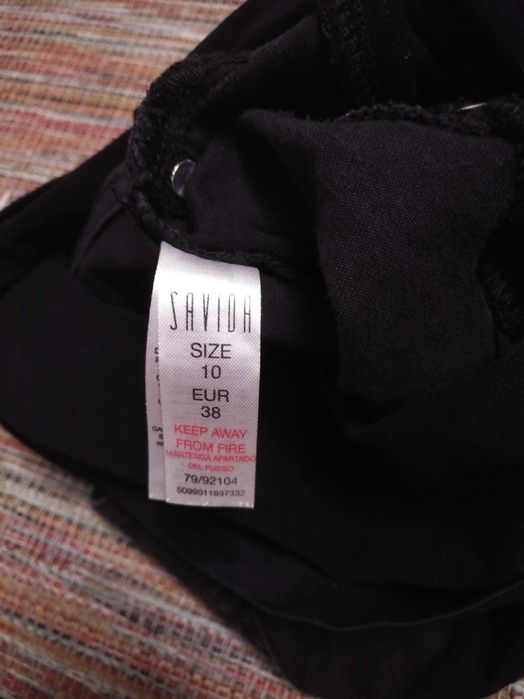 SAVIDA
SIZE
10
EUR
38
KEEP AWAY
FROM FIRE
MANTENGA APARTADO
DEL FUEGO
79/92104
5099011937332